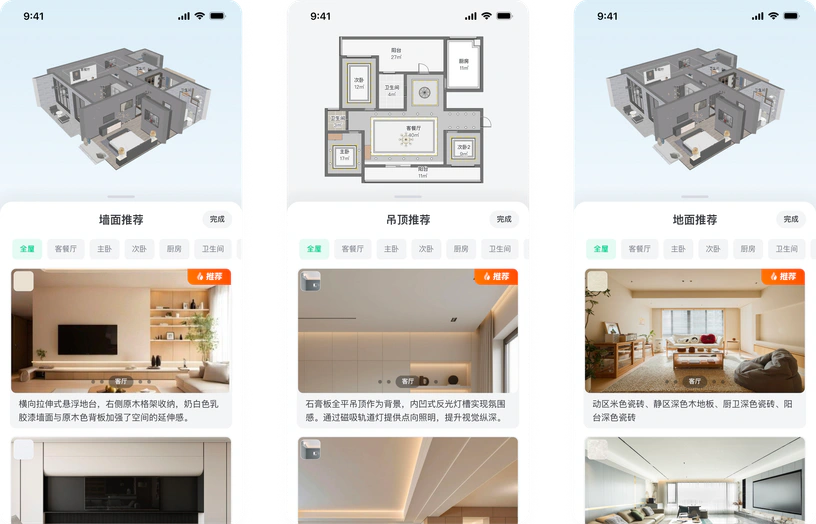 9:41
墙面推荐
完成
全屋
客餐厅
主卧
次卧
厨房
卫生间
推荐
客厅
横向拉伸式悬浮地台，右侧原木格架收纳，奶白色乳
胶漆墙面与原木色背板加强了空间的延伸感。
9:41
阳台
27㎡
厨房
11㎡
次卧
12㎡
卫生间
4㎡
卫生间
客餐厅
40㎡
主卧
17㎡
次卧2
9㎡
阳台
11㎡
吊顶推荐
完成
全屋
客餐厅
主卧
次卧
厨房
卫生间
推荐
客厅
石膏板全平吊顶作为背景，内凹式反光灯槽实现氛围
感。通过磁吸轨道灯提供点向照明，提升视觉纵深。
9:41
地面推荐
完成
全屋
客餐厅
主卧
次卧
厨房
卫生间
推荐
客厅
动区米色瓷砖、静区深色木地板、厨卫深色瓷砖、阳
台深色瓷砖